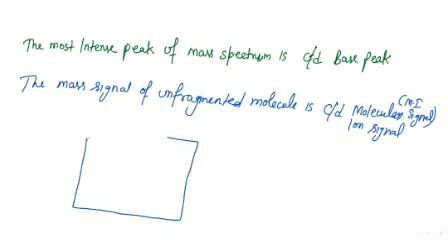 The most Intense peak of mass spectrum is c/d Base peak
The mass signal of unfragmented molecule is c/d Molecular
Ion signal
(M.I signal)